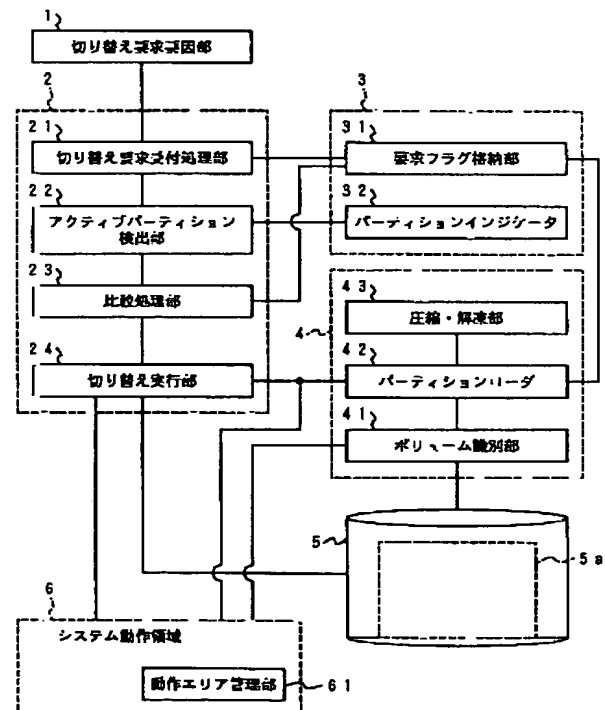 1
切り替え要求要因部
2
21
切り替え要求受付処理部
22
アクティブパーティション
検出部
23
比較処理部
24
切り替え実行部
3
31
要求フラグ格納部
32
パーティションインジケータ
4
43
圧縮・解凍部
42
パーティションローダ
41
ボリューム識別部
5
5a
6
システム動作領域
動作エリア管理部
61